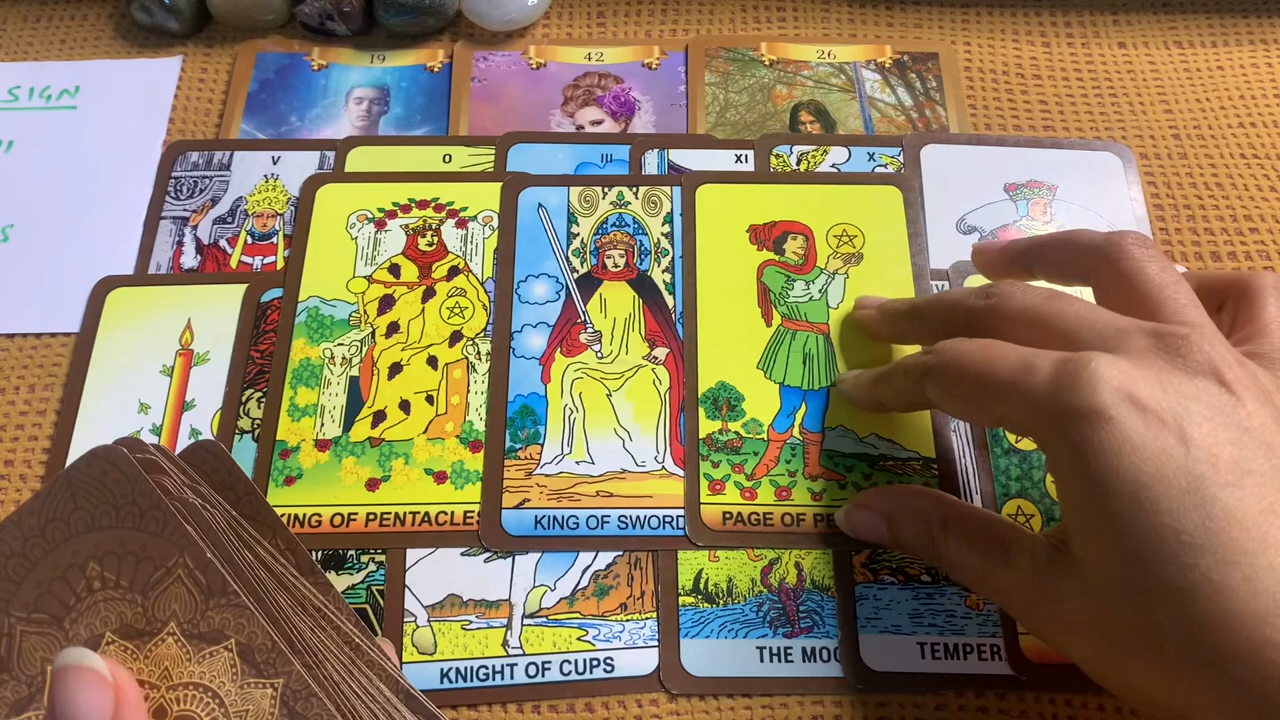 SIGN
19
42
26
V
0
III
XI
X
KING OF PENTACLES
KING OF SWORD
PAGE OF PE
KNIGHT OF CUPS
THE MOO
TEMPER